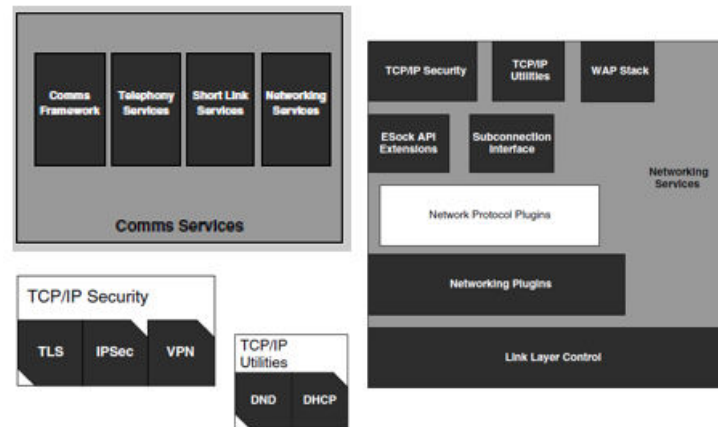 Comms
Framework
Telephony
Services
Short Link
Services
Networking
Services
Comms Services
TCP/IP Security
TLS
IPSec
VPN
TCP/IP
Utilities
DND
DHCP
TCP/IP Security
TCP/IP
Utilities
WAP Stack
ESock API
Extensions
Subconnection
Interface
Networking
Services
Network Protocol Plugins
Networking Plugins
Link Layer Control